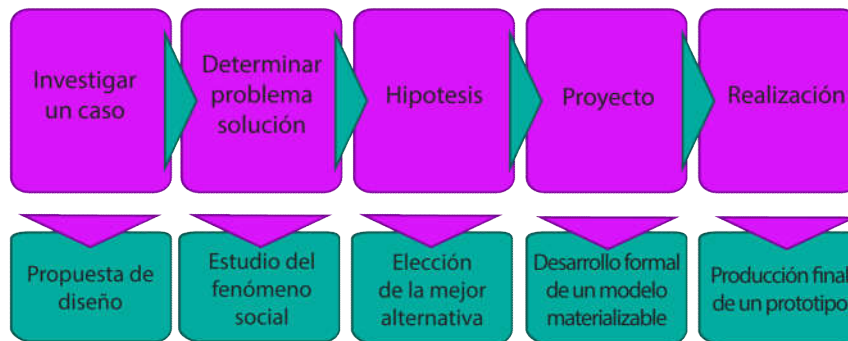 Investigar
un caso
Determinar
problema
solución
Hipotesis
Proyecto
Realización
Propuesta de
diseño
Estudio del
fenómeno
social
Elección
de la mejor
alternativa
Desarrollo formal
de un modelo
materializable
Producción final
de un prototipo